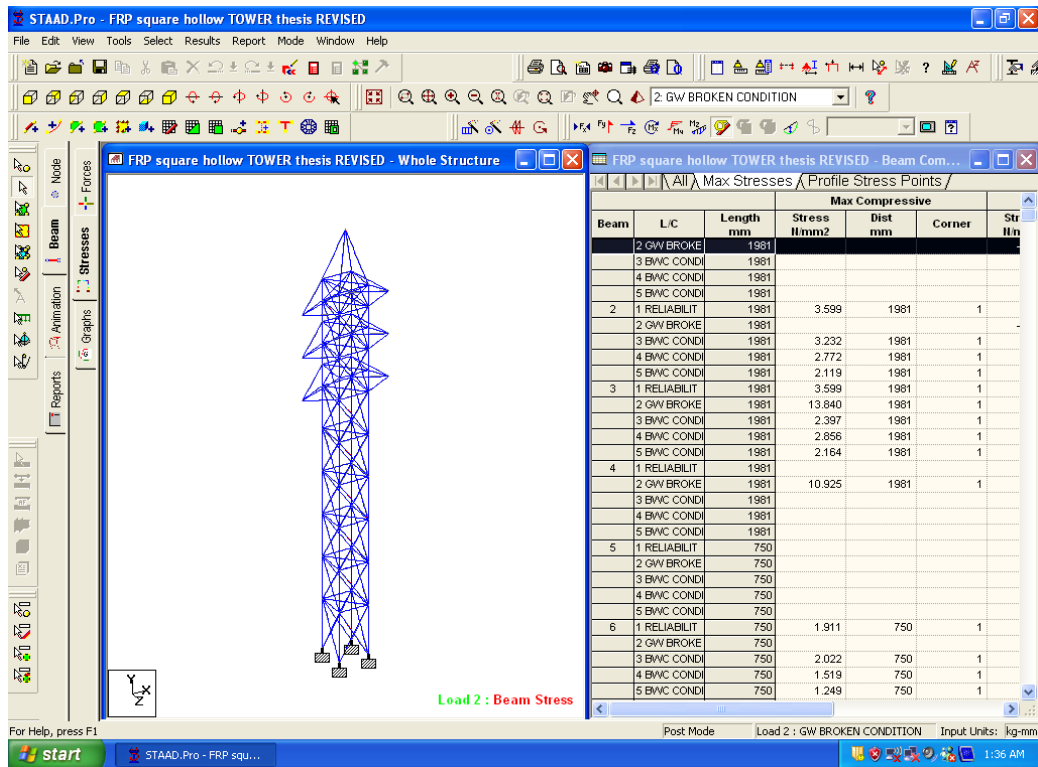 STAAD.Pro - FRP square hollow TOWER thesis REVISED
File Edit View Tools Select Results Report Mode Window Help
2: GW BROKEN CONDITION
Node
Beam
Animation
Reports
Forces
Stresses
Graphs
FRP square hollow TOWER thesis REVISED - Whole Structure
Y
X
Z
Load 2 : Beam Stress
FRP square hollow TOWER thesis REVISED - Beam Com...
All Max Stresses Profile Stress Points
Max Compressive
Beam L/C Length mm Stress N/mm2 Dist mm Corner
2 GW BROKE 1981
3 BWC CONDI 1981
4 BWC CONDI 1981
5 BWC CONDI 1981
2 1 RELIABILIT 1981 3.599 1981 1
2 GW BROKE 1981
3 BWC CONDI 1981 3.232 1981 1
4 BWC CONDI 1981 2.772 1981 1
5 BWC CONDI 1981 2.119 1981 1
3 1 RELIABILIT 1981 3.599 1981 1
2 GW BROKE 1981 13.840 1981 1
3 BWC CONDI 1981 2.397 1981 1
4 BWC CONDI 1981 2.856 1981 1
5 BWC CONDI 1981 2.164 1981 1
4 1 RELIABILIT 1981
2 GW BROKE 1981 10.925 1981 1
3 BWC CONDI 1981
4 BWC CONDI 1981
5 BWC CONDI 1981
5 1 RELIABILIT 750
2 GW BROKE 750
3 BWC CONDI 750
4 BWC CONDI 750
5 BWC CONDI 750
6 1 RELIABILIT 750 1.911 750 1
2 GW BROKE 750
3 BWC CONDI 750 2.022 750 1
4 BWC CONDI 750 1.519 750 1
5 BWC CONDI 750 1.249 750 1
For Help, press F1
Post Mode Load 2 : GW BROKEN CONDITION Input Units: kg-mm
start STAAD.Pro - FRP squ... 1:36 AM